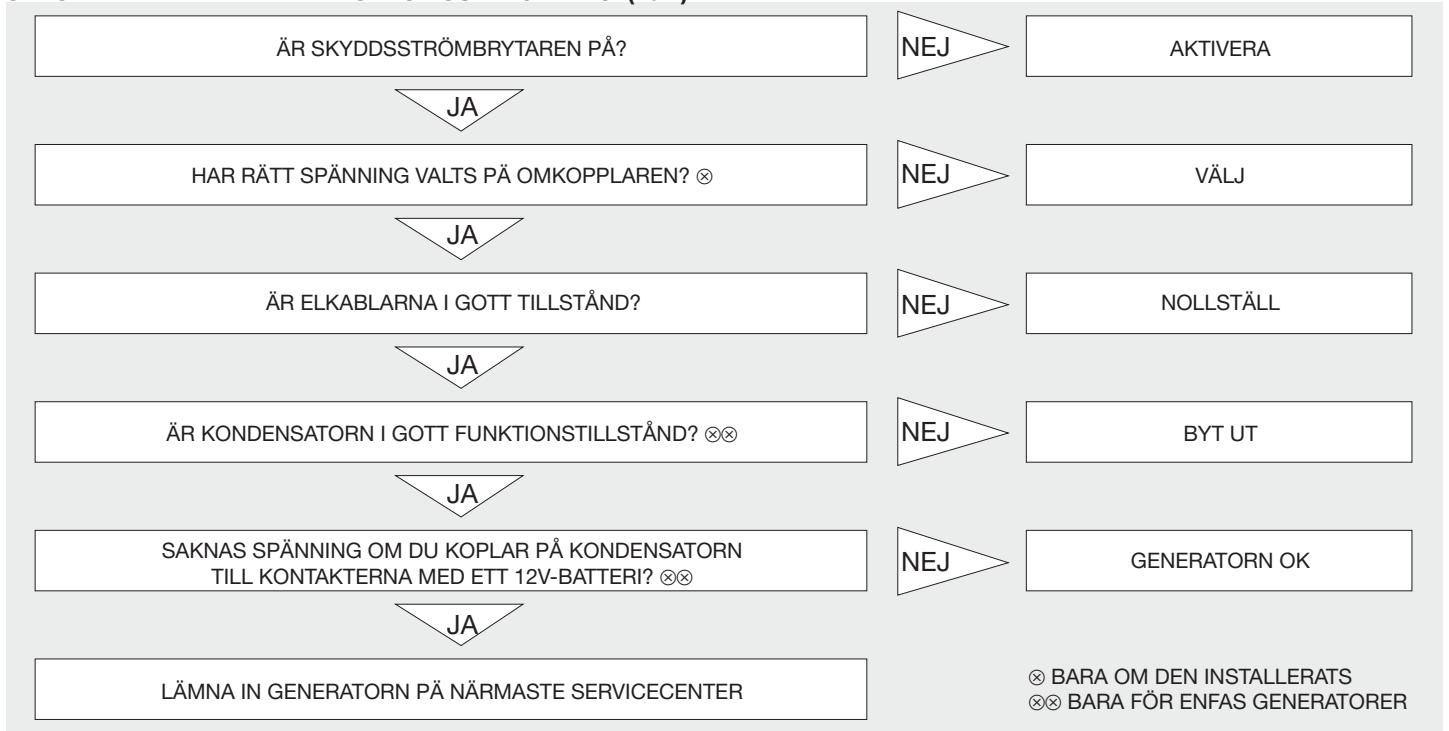 ÄR SKYDDSSTRÖMBRYTAREN PÅ?
NEJ
AKTIVERA
JA
HAR RÄTT SPÄNNING VALTS PÅ OMKOPPLAREN? ⊗
NEJ
VÄLJ
JA
ÄR ELKABLARNA I GOTT TILLSTÅND?
NEJ
NOLLSTÄLL
JA
ÄR KONDENSATORN I GOTT FUNKTIONSTILLSTÅND? ⊗⊗
NEJ
BYT UT
JA
SAKNAS SPÄNNING OM DU KOPLAR PÅ KONDENSATORN
TILL KONTAKTERNA MED ETT 12V-BATTERI? ⊗⊗
NEJ
GENERATORN OK
JA
LÄMNA IN GENERATORN PÅ NÄRMASTE SERVICECENTER
⊗ BARA OM DEN INSTALLERATS
⊗⊗ BARA FÖR ENFAS GENERATORER